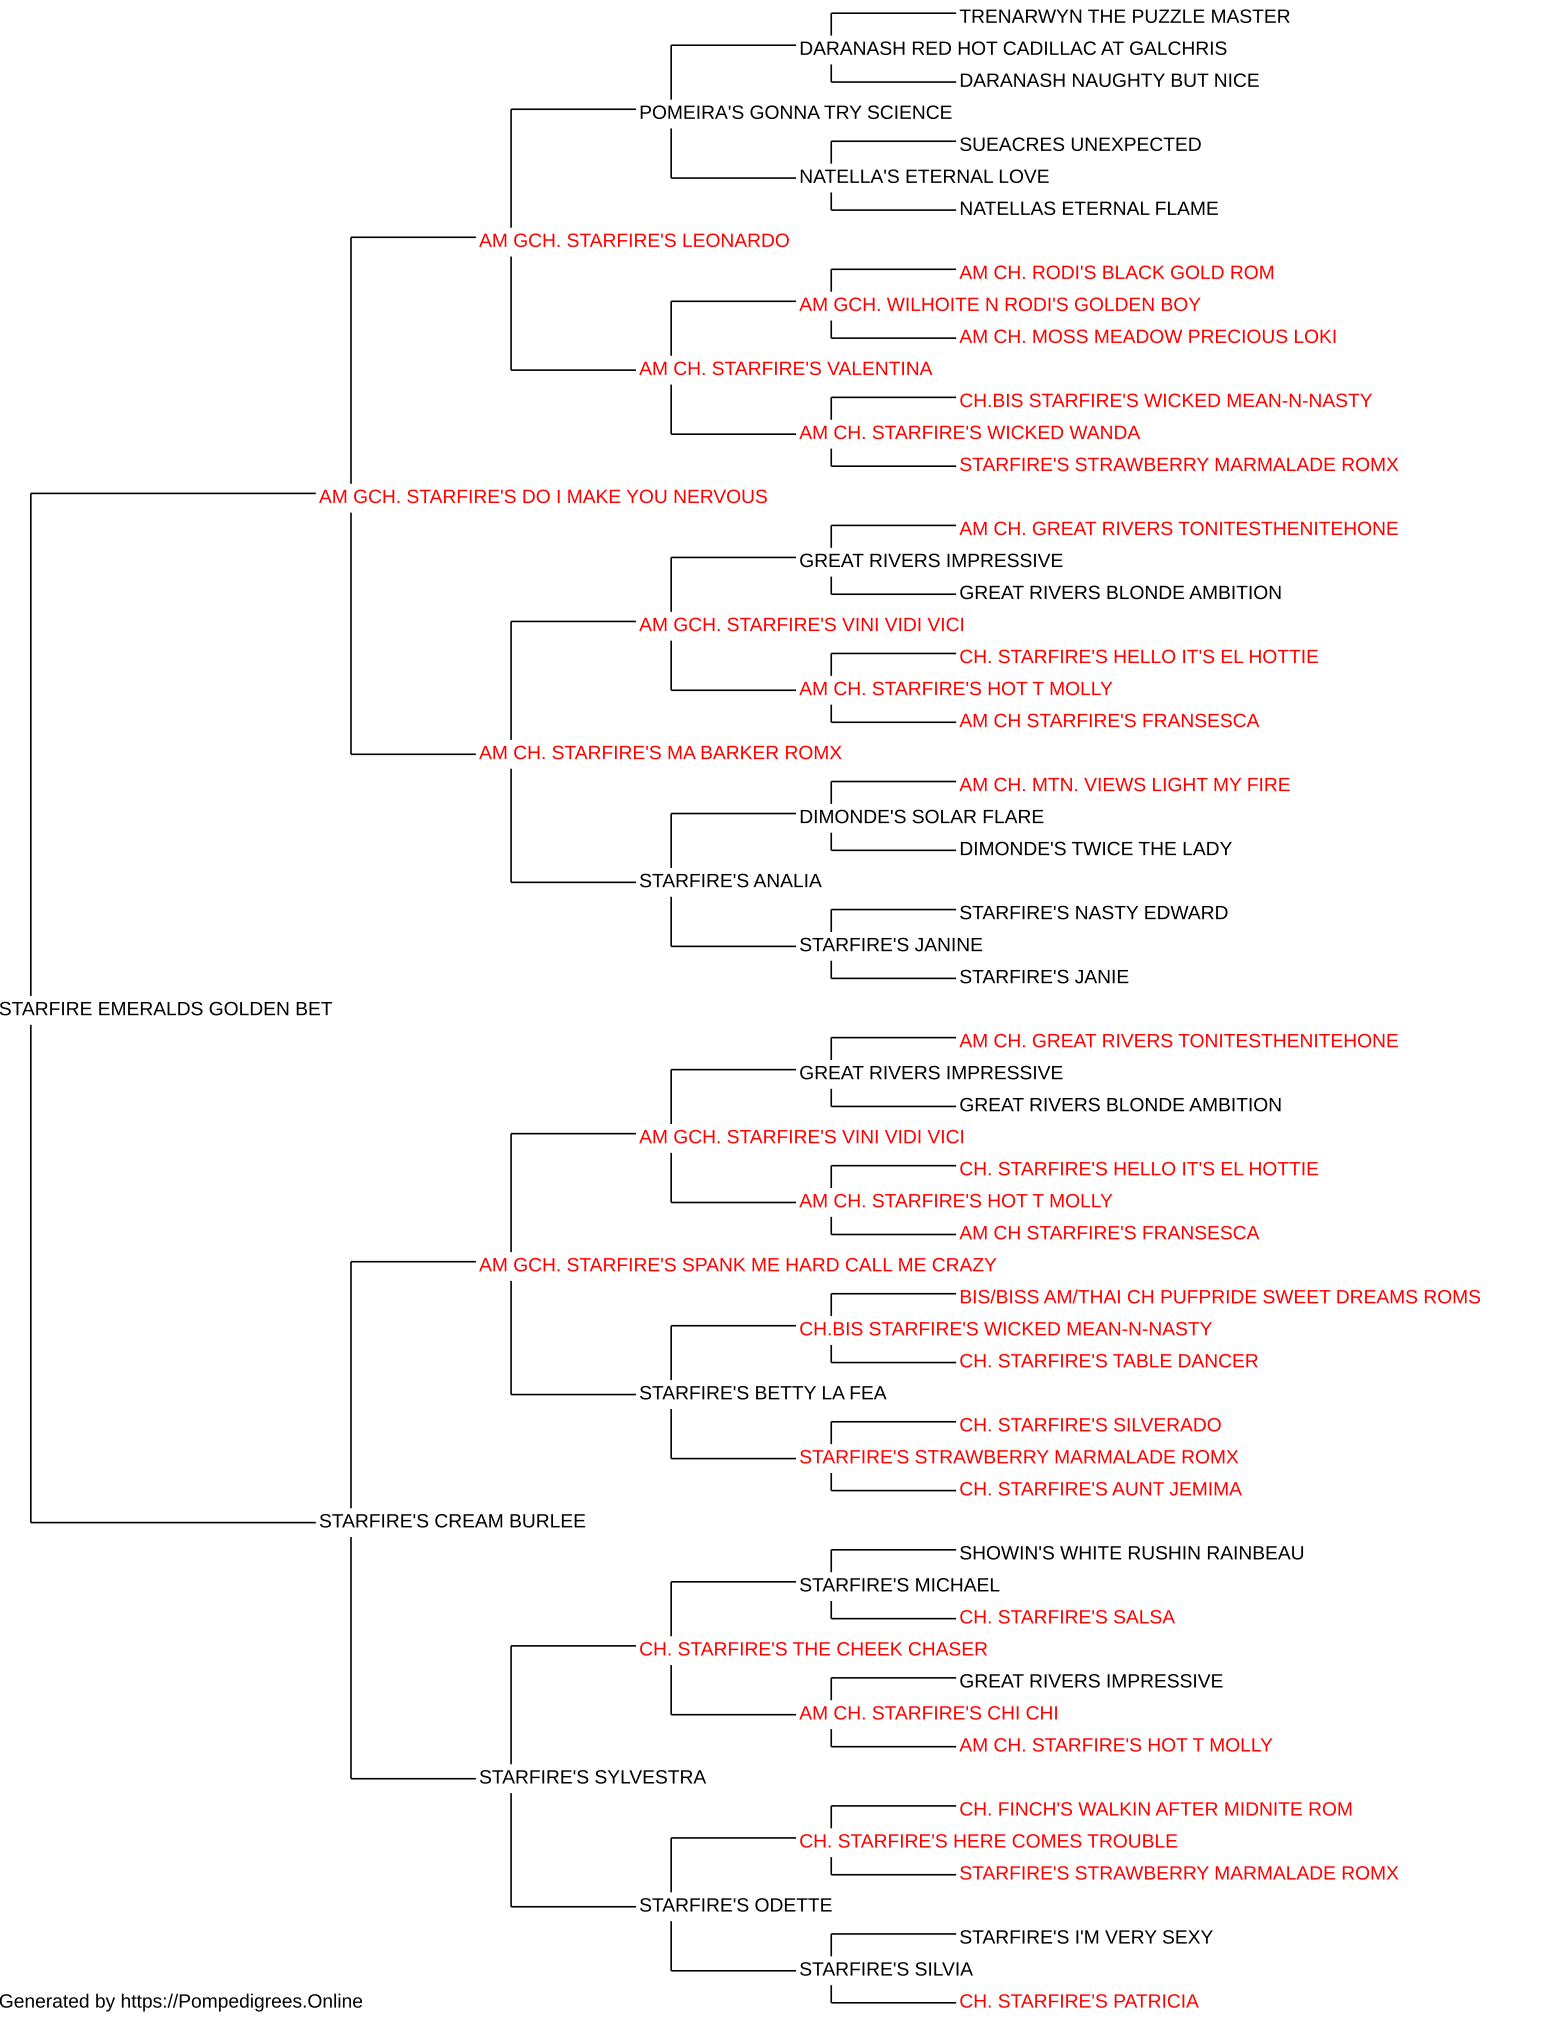 TRENARWYN THE PUZZLE MASTER
DARANASH RED HOT CADILLAC AT GALCHRIS
DARANASH NAUGHTY BUT NICE
POMEIRA'S GONNA TRY SCIENCE
SUEACRES UNEXPECTED
NATELLA'S ETERNAL LOVE
NATELLAS ETERNAL FLAME
AM GCH. STARFIRE'S LEONARDO
AM CH. RODI'S BLACK GOLD ROM
AM GCH. WILHOITE N RODI'S GOLDEN BOY
AM CH. MOSS MEADOW PRECIOUS LOKI
AM CH. STARFIRE'S VALENTINA
CH.BIS STARFIRE'S WICKED MEAN-N-NASTY
AM CH. STARFIRE'S WICKED WANDA
STARFIRE'S STRAWBERRY MARMALADE ROMX
AM GCH. STARFIRE'S DO I MAKE YOU NERVOUS
AM CH. GREAT RIVERS TONITESTHENITEHONE
GREAT RIVERS IMPRESSIVE
GREAT RIVERS BLONDE AMBITION
AM GCH. STARFIRE'S VINI VIDI VICI
CH. STARFIRE'S HELLO IT'S EL HOTTIE
AM CH. STARFIRE'S HOT T MOLLY
AM CH STARFIRE'S FRANSESCA
AM CH. STARFIRE'S MA BARKER ROMX
AM CH. MTN. VIEWS LIGHT MY FIRE
DIMONDE'S SOLAR FLARE
DIMONDE'S TWICE THE LADY
STARFIRE'S ANALIA
STARFIRE'S NASTY EDWARD
STARFIRE'S JANINE
STARFIRE'S JANIE
STARFIRE EMERALDS GOLDEN BET
AM CH. GREAT RIVERS TONITESTHENITEHONE
GREAT RIVERS IMPRESSIVE
GREAT RIVERS BLONDE AMBITION
AM GCH. STARFIRE'S VINI VIDI VICI
CH. STARFIRE'S HELLO IT'S EL HOTTIE
AM CH. STARFIRE'S HOT T MOLLY
AM CH STARFIRE'S FRANSESCA
AM GCH. STARFIRE'S SPANK ME HARD CALL ME CRAZY
BIS/BISS AM/THAI CH PUFPRIDE SWEET DREAMS ROMS
CH.BIS STARFIRE'S WICKED MEAN-N-NASTY
CH. STARFIRE'S TABLE DANCER
STARFIRE'S BETTY LA FEA
CH. STARFIRE'S SILVERADO
STARFIRE'S STRAWBERRY MARMALADE ROMX
CH. STARFIRE'S AUNT JEMIMA
STARFIRE'S CREAM BURLEE
SHOWIN'S WHITE RUSHIN RAINBEAU
STARFIRE'S MICHAEL
CH. STARFIRE'S SALSA
CH. STARFIRE'S THE CHEEK CHASER
GREAT RIVERS IMPRESSIVE
AM CH. STARFIRE'S CHI CHI
AM CH. STARFIRE'S HOT T MOLLY
STARFIRE'S SYLVESTRA
CH. FINCH'S WALKIN AFTER MIDNITE ROM
CH. STARFIRE'S HERE COMES TROUBLE
STARFIRE'S STRAWBERRY MARMALADE ROMX
STARFIRE'S ODETTE
STARFIRE'S I'M VERY SEXY
STARFIRE'S SILVIA
CH. STARFIRE'S PATRICIA
Generated by https://Pompedigrees.Online